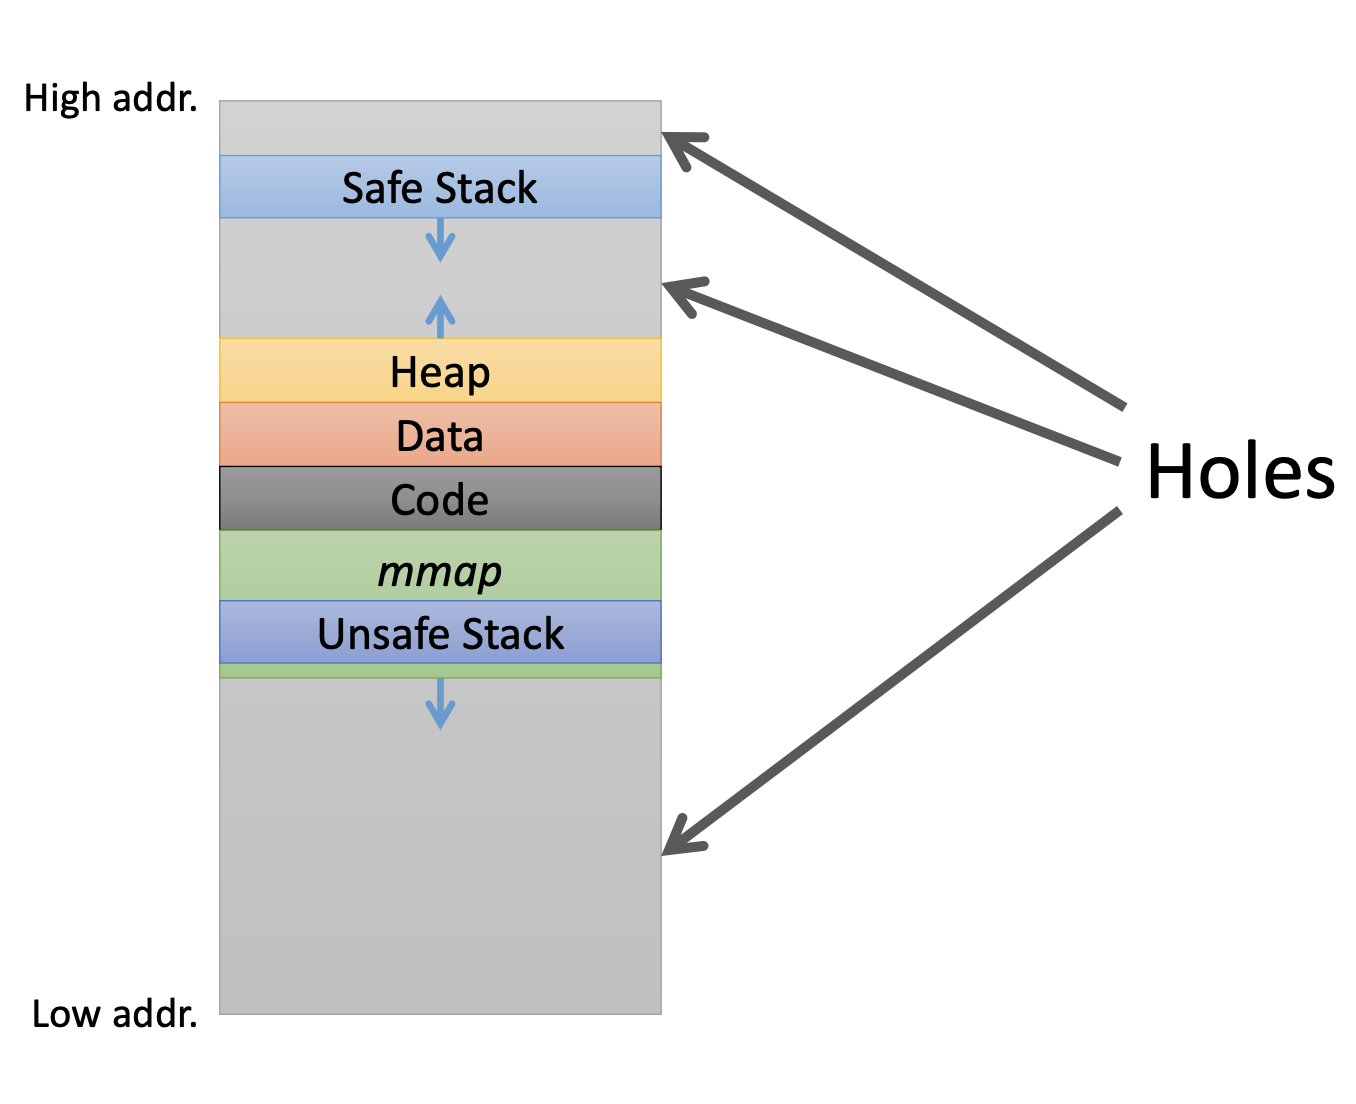 High addr.
Safe Stack
Heap
Data
Code
mmap
Unsafe Stack
Holes
Low addr.